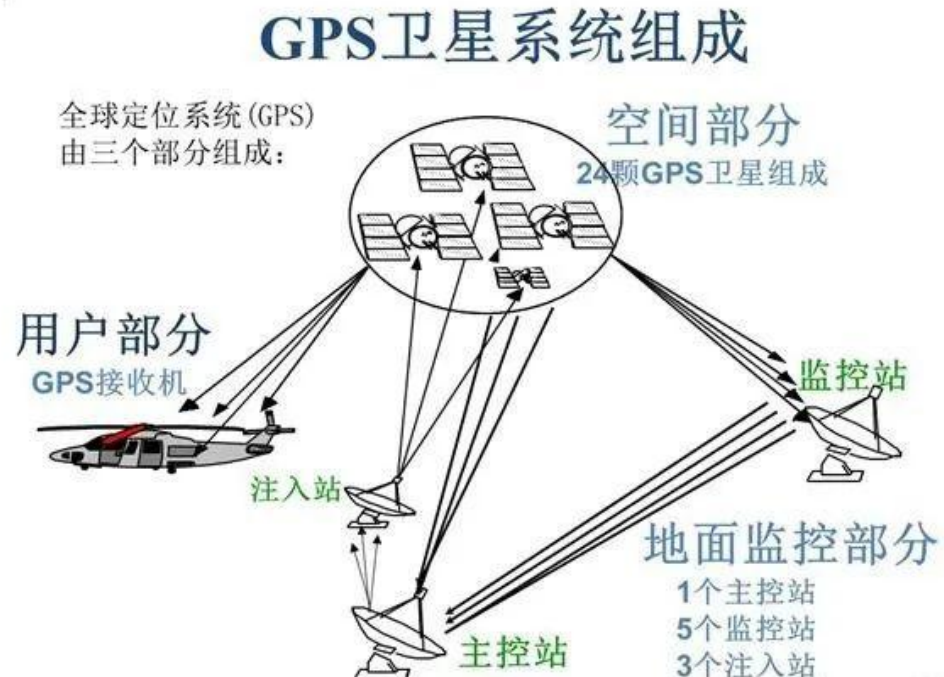 GPS卫星系统组成
全球定位系统(GPS)
由三个部分组成：
空间部分
24颗GPS卫星组成
用户部分
GPS接收机
监控站
注入站
地面监控部分
1个主控站
5个监控站
3个注入站
主控站